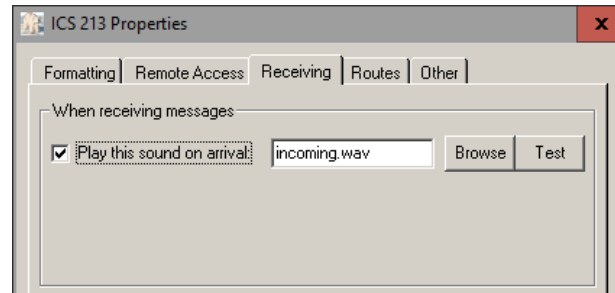 ICS 213 Properties
x
Formatting Remote Access Receiving Routes Other
When receiving messages
Play this sound on arrival: incoming.wav Browse Test